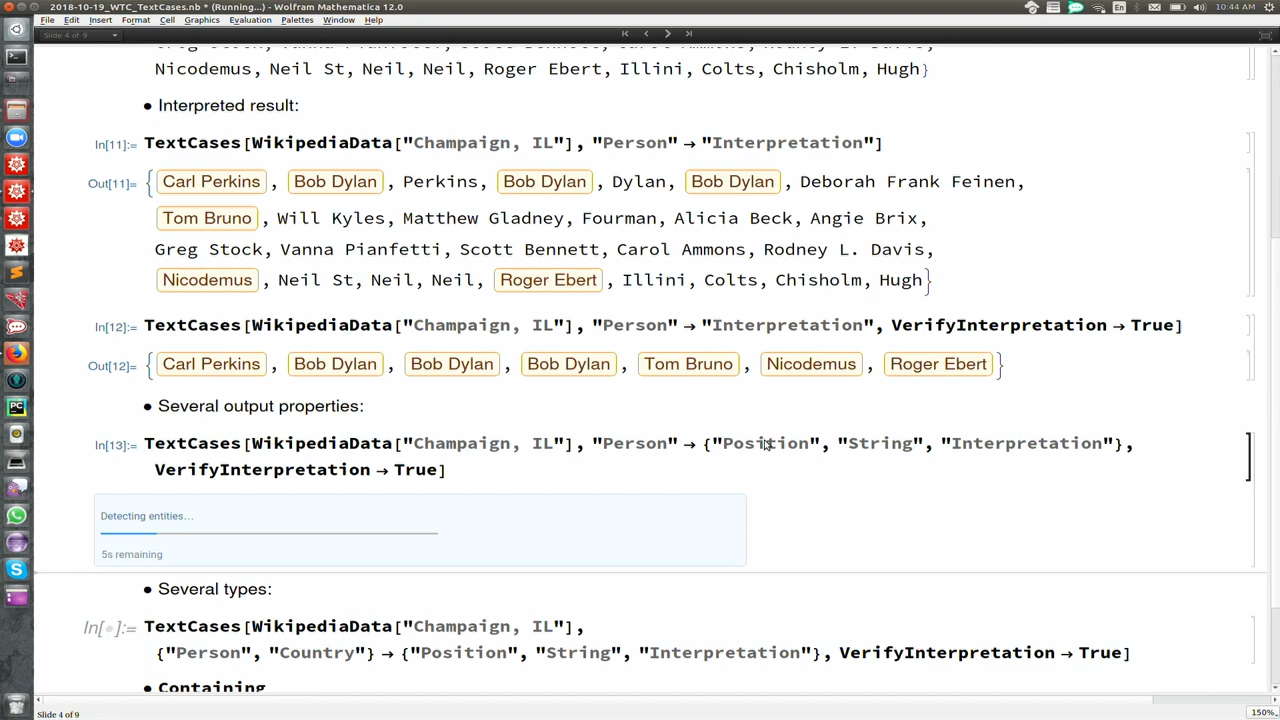 2018-10-19_WTC_TextCases.nb * (Running...) - Wolfram Mathematica 12.0
En
10:44 AM
File Edit Insert Format Cell Graphics Evaluation Palettes Window Help
Slide 4 of 9
Nicodemus, Neil St, Neil, Neil, Roger Ebert, Illini, Colts, Chisholm, Hugh}
• Interpreted result:
In[11]:= TextCases[WikipediaData["Champaign, IL"], "Person" → "Interpretation"]
Out[11]= { Carl Perkins , Bob Dylan , Perkins, Bob Dylan , Dylan, Bob Dylan , Deborah Frank Feinen,
Tom Bruno , Will Kyles, Matthew Gladney, Fourman, Alicia Beck, Angie Brix,
Greg Stock, Vanna Pianfetti, Scott Bennett, Carol Ammons, Rodney L. Davis,
Nicodemus , Neil St, Neil, Neil, Roger Ebert , Illini, Colts, Chisholm, Hugh}
In[12]:= TextCases[WikipediaData["Champaign, IL"], "Person" → "Interpretation", VerifyInterpretation → True]
Out[12]= { Carl Perkins , Bob Dylan , Bob Dylan , Bob Dylan , Tom Bruno , Nicodemus , Roger Ebert }
• Several output properties:
In[13]:= TextCases[WikipediaData["Champaign, IL"], "Person" → {"Position", "String", "Interpretation"},
VerifyInterpretation → True]
Detecting entities…
5s remaining
• Several types:
In[•]:= TextCases[WikipediaData["Champaign, IL"],
{"Person", "Country"} → {"Position", "String", "Interpretation"}, VerifyInterpretation → True]
• Containing
Slide 4 of 9
150%